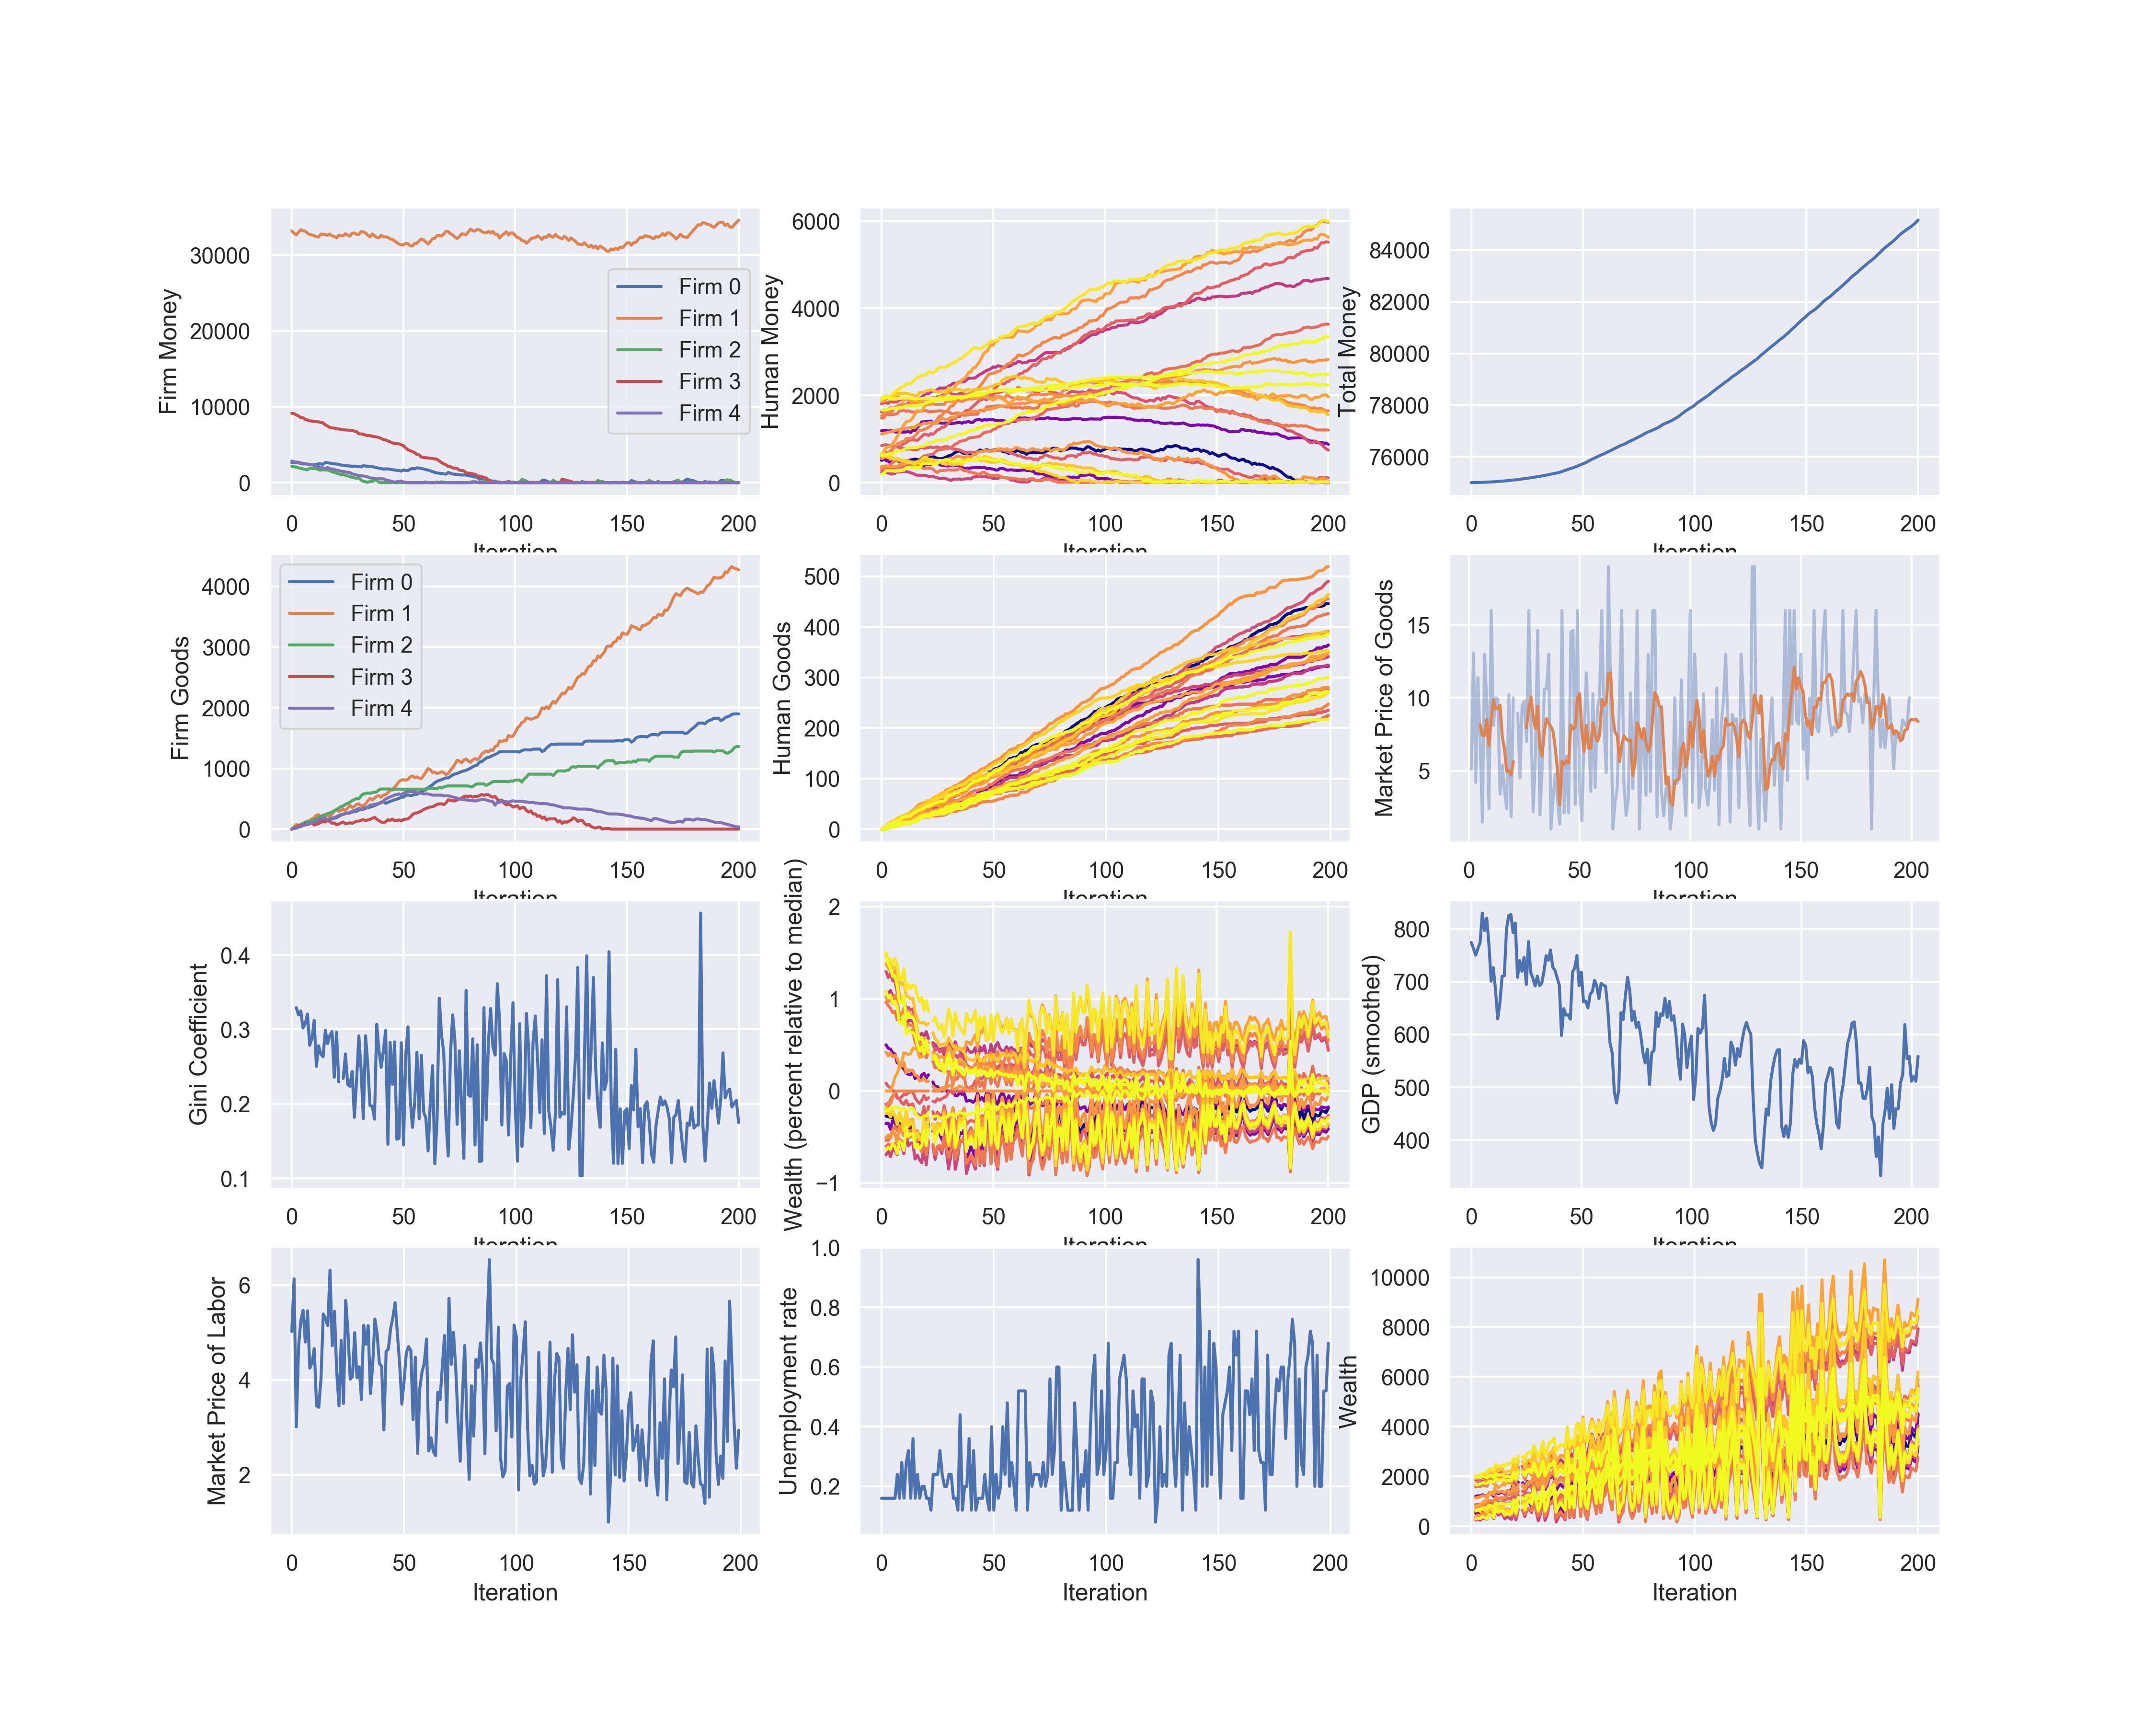 Firm Money
30000
20000
10000
0
Firm 0
Firm 1
Firm 2
Firm 3
Firm 4
0 50 100 150 200
Iteration
Human Money
6000
4000
2000
0
0 50 100 150 200
Iteration
Total Money
84000
82000
80000
78000
76000
0 50 100 150 200
Iteration
Firm Goods
4000
3000
2000
1000
0
Firm 0
Firm 1
Firm 2
Firm 3
Firm 4
0 50 100 150 200
Iteration
Human Goods
500
400
300
200
100
0
0 50 100 150 200
Iteration
Market Price of Goods
15
10
5
0 50 100 150 200
Iteration
Gini Coefficient
0.4
0.3
0.2
0.1
0 50 100 150 200
Iteration
Wealth (percent relative to median)
2
1
0
−1
0 50 100 150 200
Iteration
GDP (smoothed)
800
700
600
500
400
0 50 100 150 200
Iteration
Market Price of Labor
6
4
2
0 50 100 150 200
Iteration
Unemployment rate
1.0
0.8
0.6
0.4
0.2
0 50 100 150 200
Iteration
Wealth
10000
8000
6000
4000
2000
0
0 50 100 150 200
Iteration